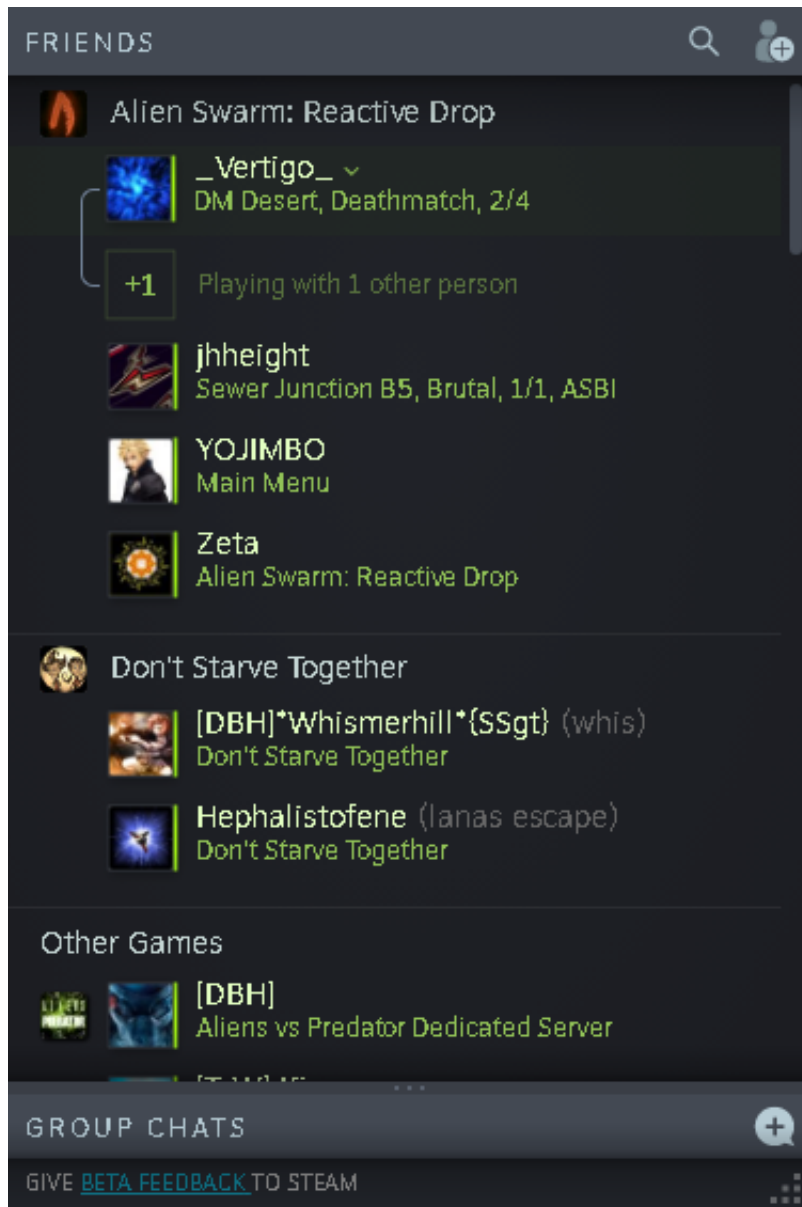 FRIENDS
Alien Swarm: Reactive Drop
_Vertigo_
DM Desert, Deathmatch, 2/4
+1 Playing with 1 other person
jhheight
Sewer Junction B5, Brutal, 1/1, ASBI
YOJIMBO
Main Menu
Zeta
Alien Swarm: Reactive Drop
Don't Starve Together
[DBH]*Whismerhill*{SSgt} (whis)
Don't Starve Together
Hephalistofene (lanas escape)
Don't Starve Together
Other Games
[DBH]
Aliens vs Predator Dedicated Server
GROUP CHATS
GIVE BETA FEEDBACK TO STEAM